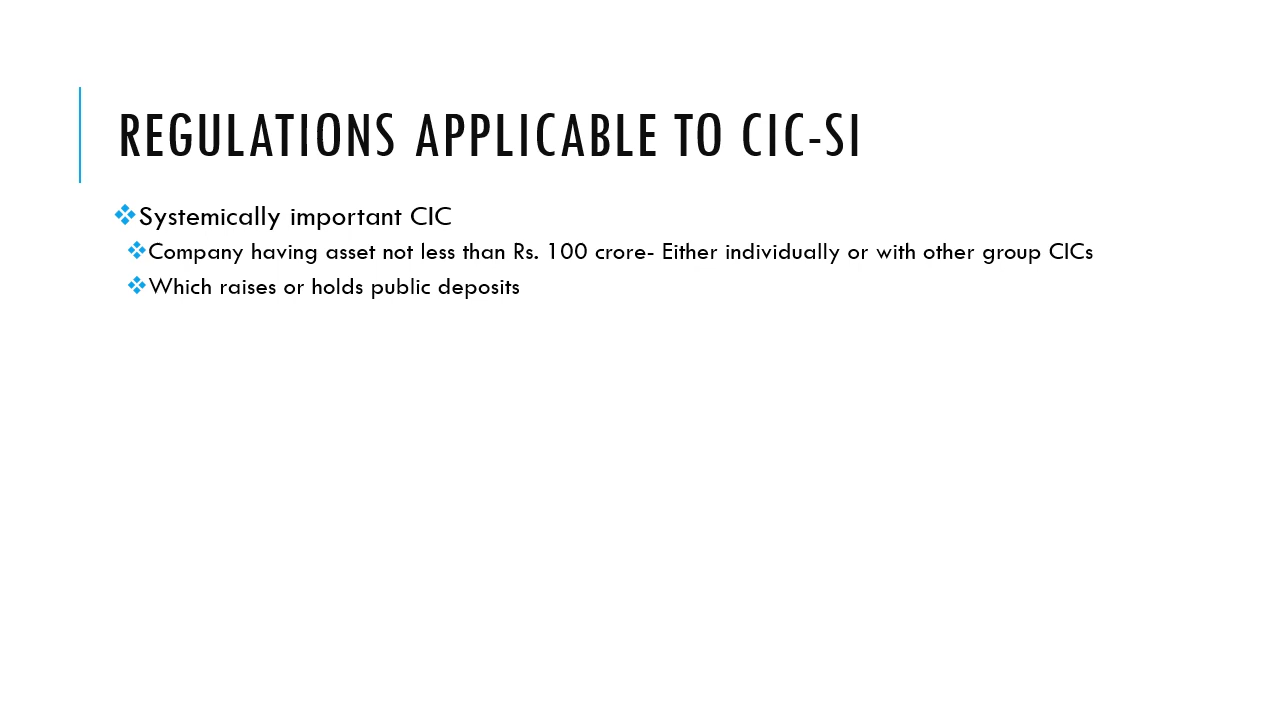 REGULATIONS APPLICABLE TO CIC-SI
Systemically important CIC
Company having asset not less than Rs. 100 crore- Either individually or with other group CICs
Which raises or holds public deposits